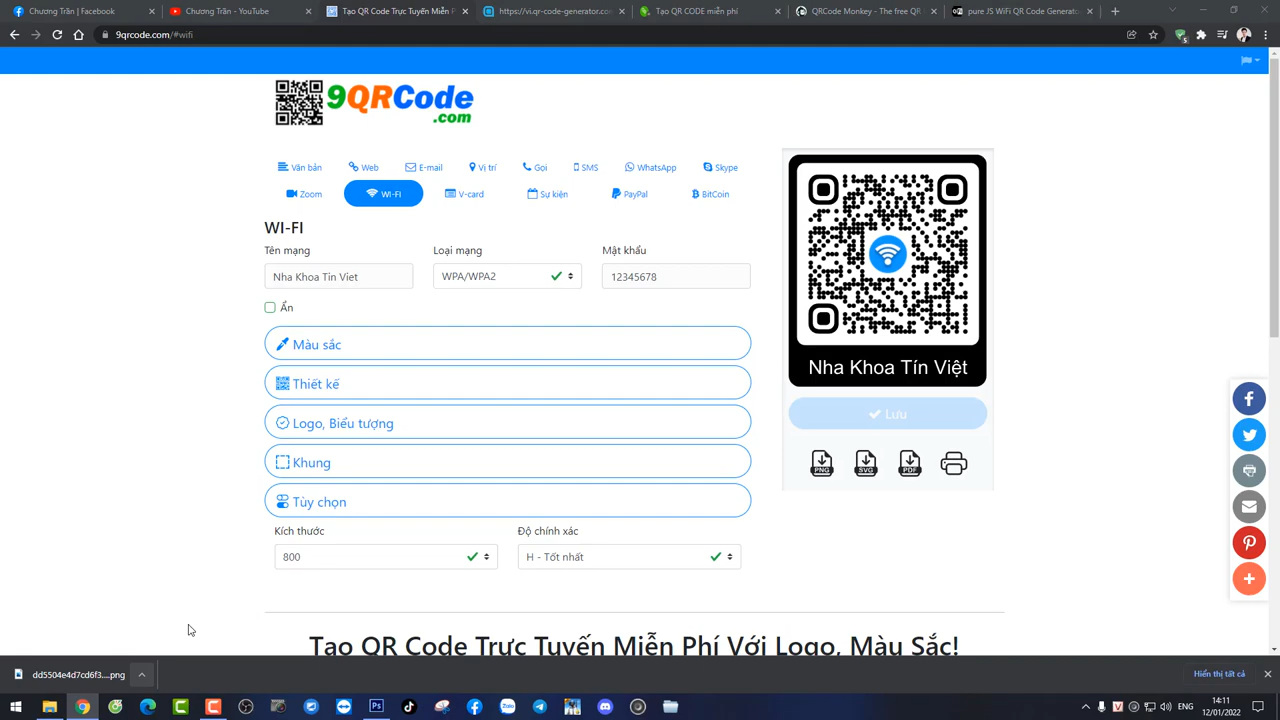 Chương Trần | Facebook
Chương Trần - YouTube
Tạo QR Code Trực Tuyến Miễn P
https://vi.qr-code-generator.com
Tạo QR CODE miễn phí
QRCode Monkey - The free QR
pure JS WiFi QR Code Generato
9qrcode.com/#wifi
9QRCode
.com
Văn bản
Web
E-mail
Vị trí
Gọi
SMS
WhatsApp
Skype
Zoom
WI-FI
V-card
Sự kiện
PayPal
BitCoin
WI-FI
Tên mạng
Loại mạng
Mật khẩu
Nha Khoa Tin Viet
WPA/WPA2
12345678
Ẩn
Màu sắc
Thiết kế
Logo, Biểu tượng
Khung
Tùy chọn
Kích thước
Độ chính xác
800
H - Tốt nhất
Nha Khoa Tín Việt
Lưu
PNG
SVG
PDF
Tạo QR Code Trực Tuyến Miễn Phí Với Logo, Màu Sắc!
dd5504e4d7cd6f3....png
Hiển thị tất cả
ENG
14:11
12/01/2022